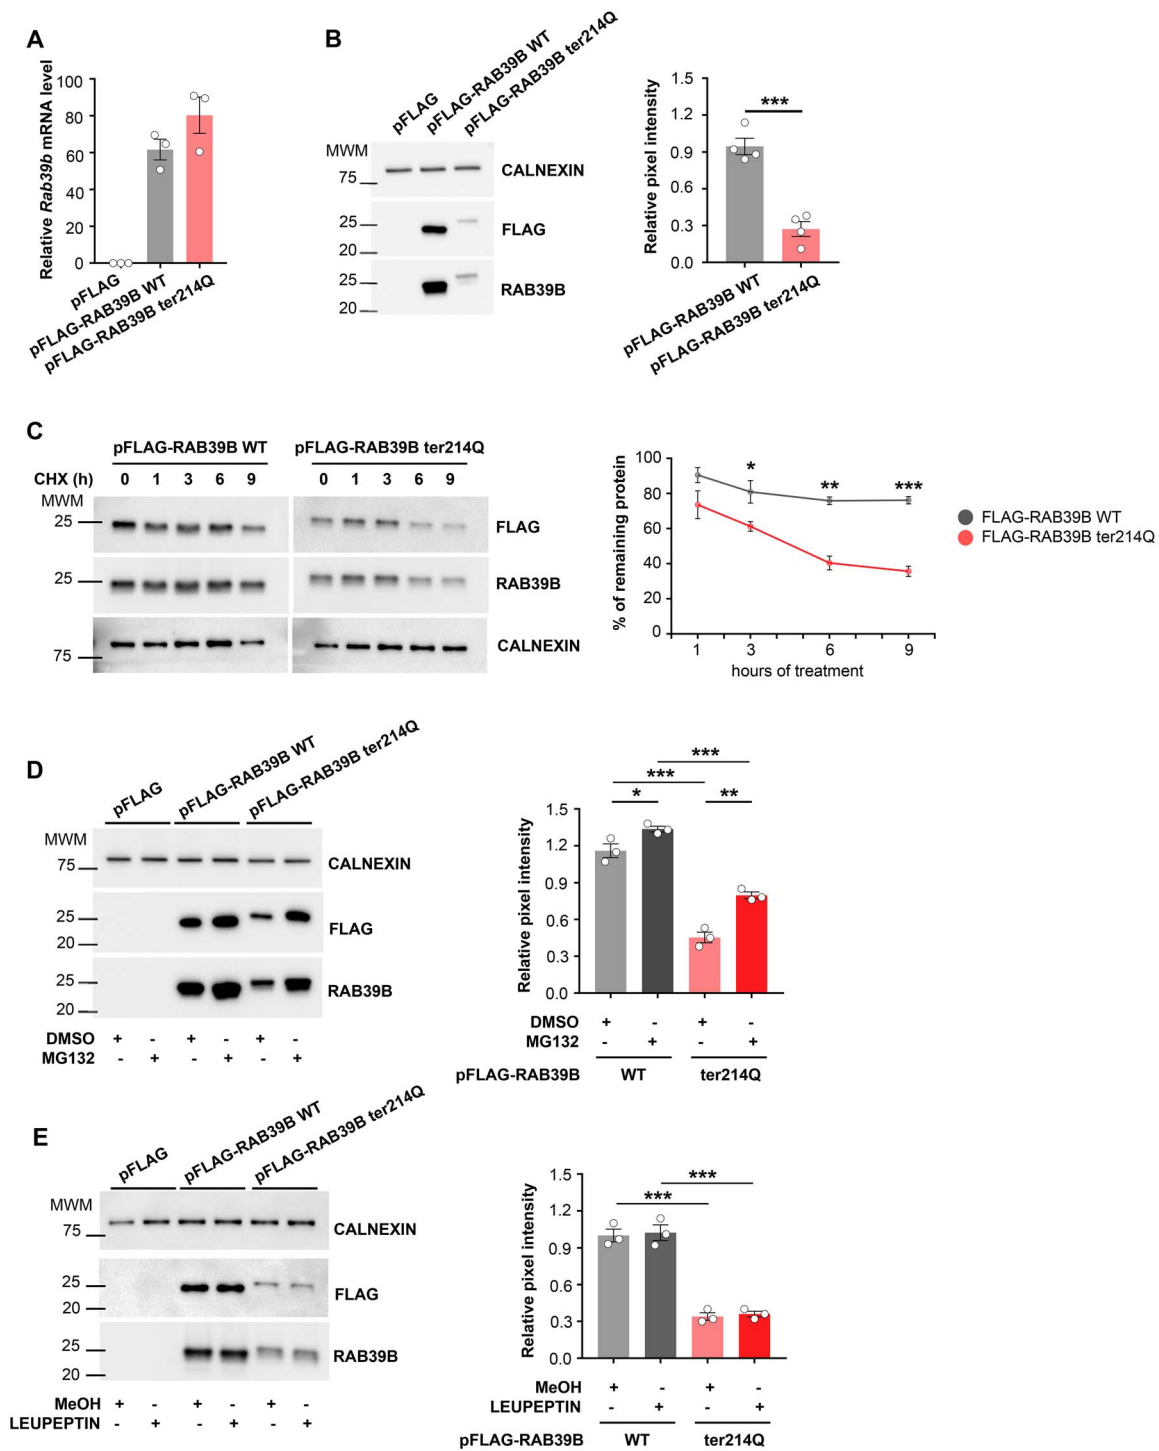 A
Relative Rab39b mRNA level
100
80
60
40
20
0
pFLAG
pFLAG-RAB39B WT
pFLAG-RAB39B ter214Q
B
pFLAG
pFLAG-RAB39B WT
pFLAG-RAB39B ter214Q
MWM
75
CALNEXIN
25
20
FLAG
25
20
RAB39B
Relative pixel intensity
1.5
1.2
0.9
0.6
0.3
0.0
***
pFLAG-RAB39B WT
pFLAG-RAB39B ter214Q
C
pFLAG-RAB39B WT pFLAG-RAB39B ter214Q
CHX (h) 0 1 3 6 9 0 1 3 6 9
MWM
25
FLAG
25
RAB39B
75
CALNEXIN
% of remaining protein
100
80
60
40
20
0
* ** ***
1 3 6 9
hours of treatment
FLAG-RAB39B WT
FLAG-RAB39B ter214Q
D
pFLAG
pFLAG-RAB39B WT
pFLAG-RAB39B ter214Q
MWM
75
CALNEXIN
25
20
FLAG
25
20
RAB39B
DMSO + - + - + -
MG132 - + - + - +
Relative pixel intensity
1.5
1.2
0.9
0.6
0.3
0.0
***
***
* **
DMSO + - + -
MG132 - + - +
pFLAG-RAB39B WT ter214Q
E
pFLAG
pFLAG-RAB39B WT
pFLAG-RAB39B ter214Q
MWM
75
CALNEXIN
25
20
FLAG
25
20
RAB39B
MeOH + - + - + -
LEUPEPTIN - + - + - +
Relative pixel intensity
1.5
1.2
0.9
0.6
0.3
0.0
***
***
MeOH + - + -
LEUPEPTIN - + - +
pFLAG-RAB39B WT ter214Q